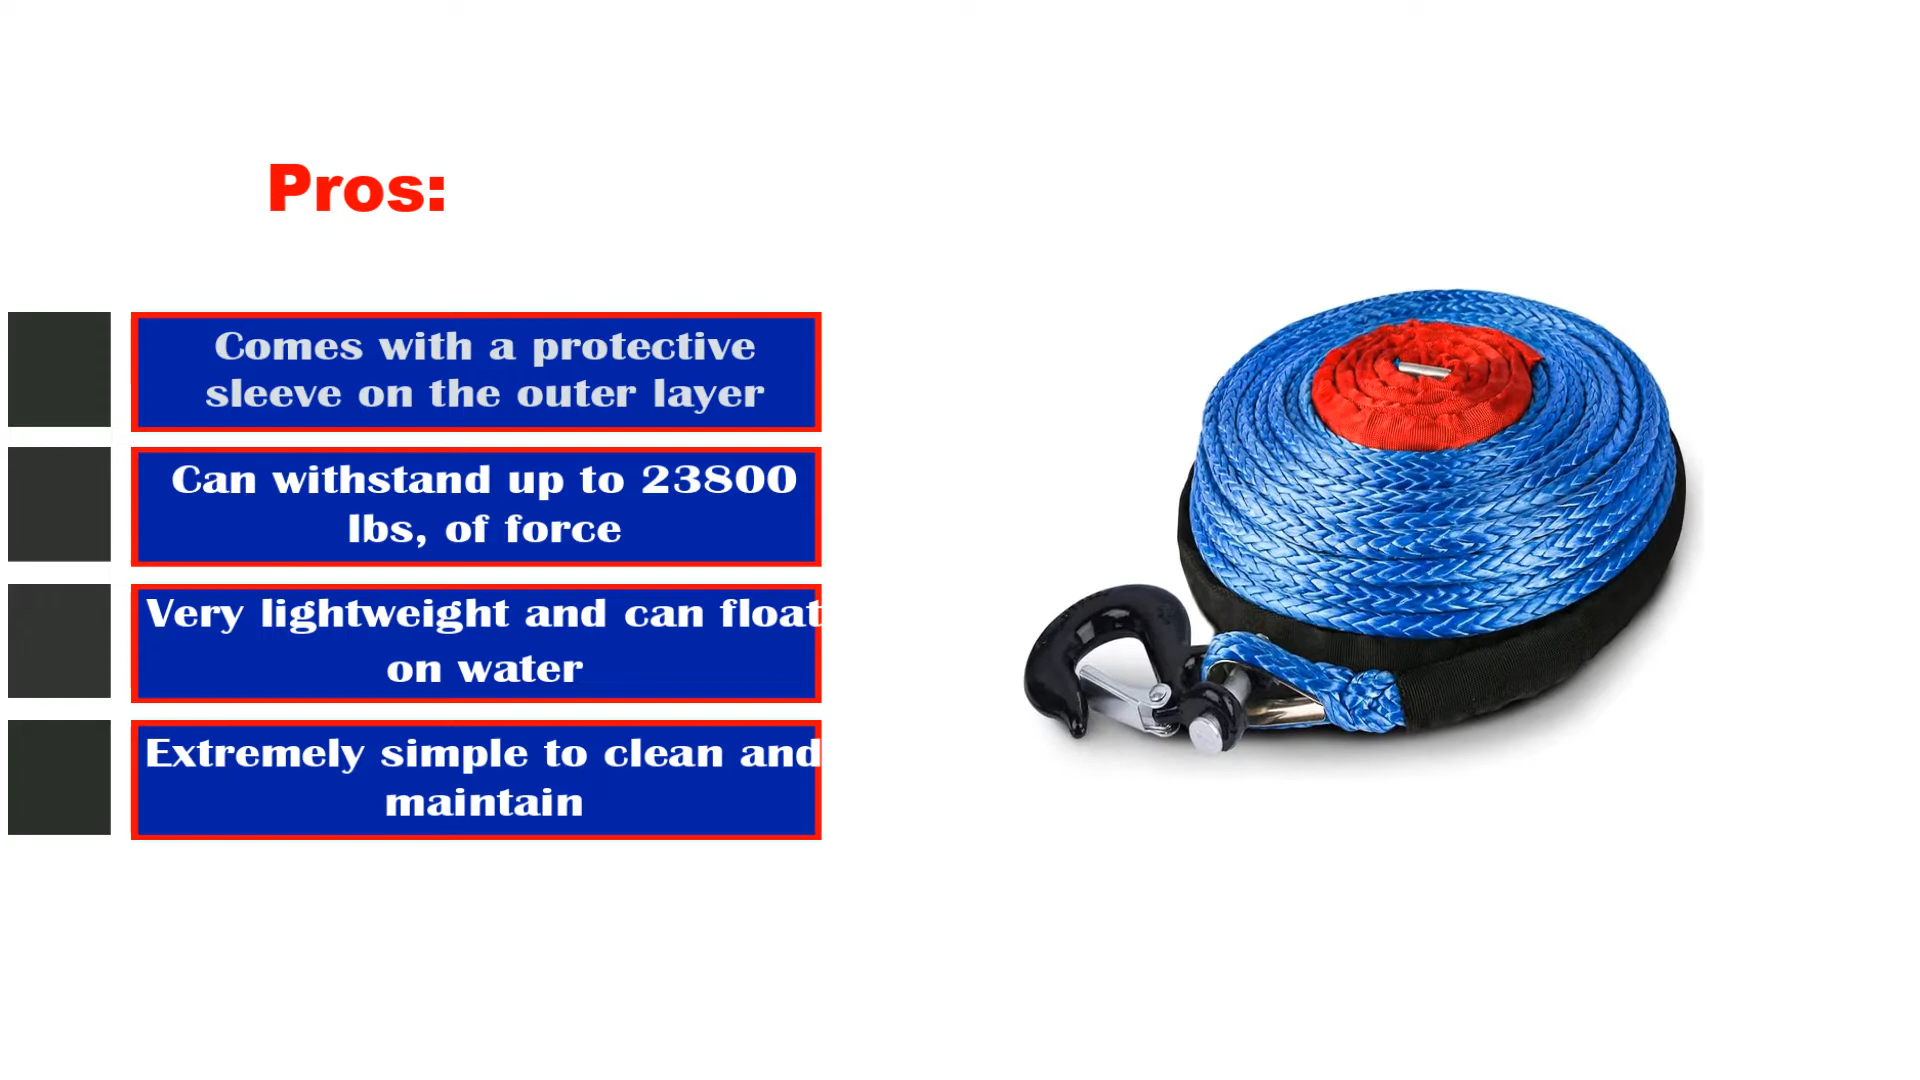 Pros:
Comes with a protective
sleeve on the outer layer
Can withstand up to 23800
lbs, of force
Very lightweight and can float
on water
Extremely simple to clean and
maintain